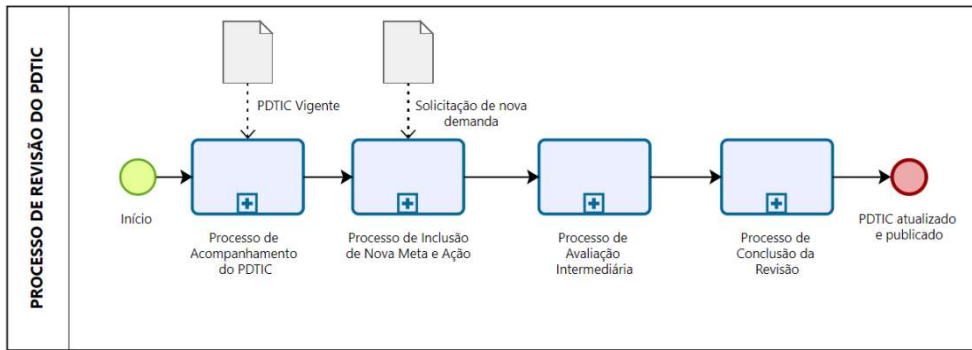 PROCESSO DE REVISÃO DO PDTIC
PDTIC Vigente
Solicitação de nova
demanda
Início
Processo de
Acompanhamento
do PDTIC
Processo de Inclusão
de Nova Meta e Ação
Processo de
Avaliação
Intermediária
Processo de
Conclusão da
Revisão
PDTIC atualizado
e publicado